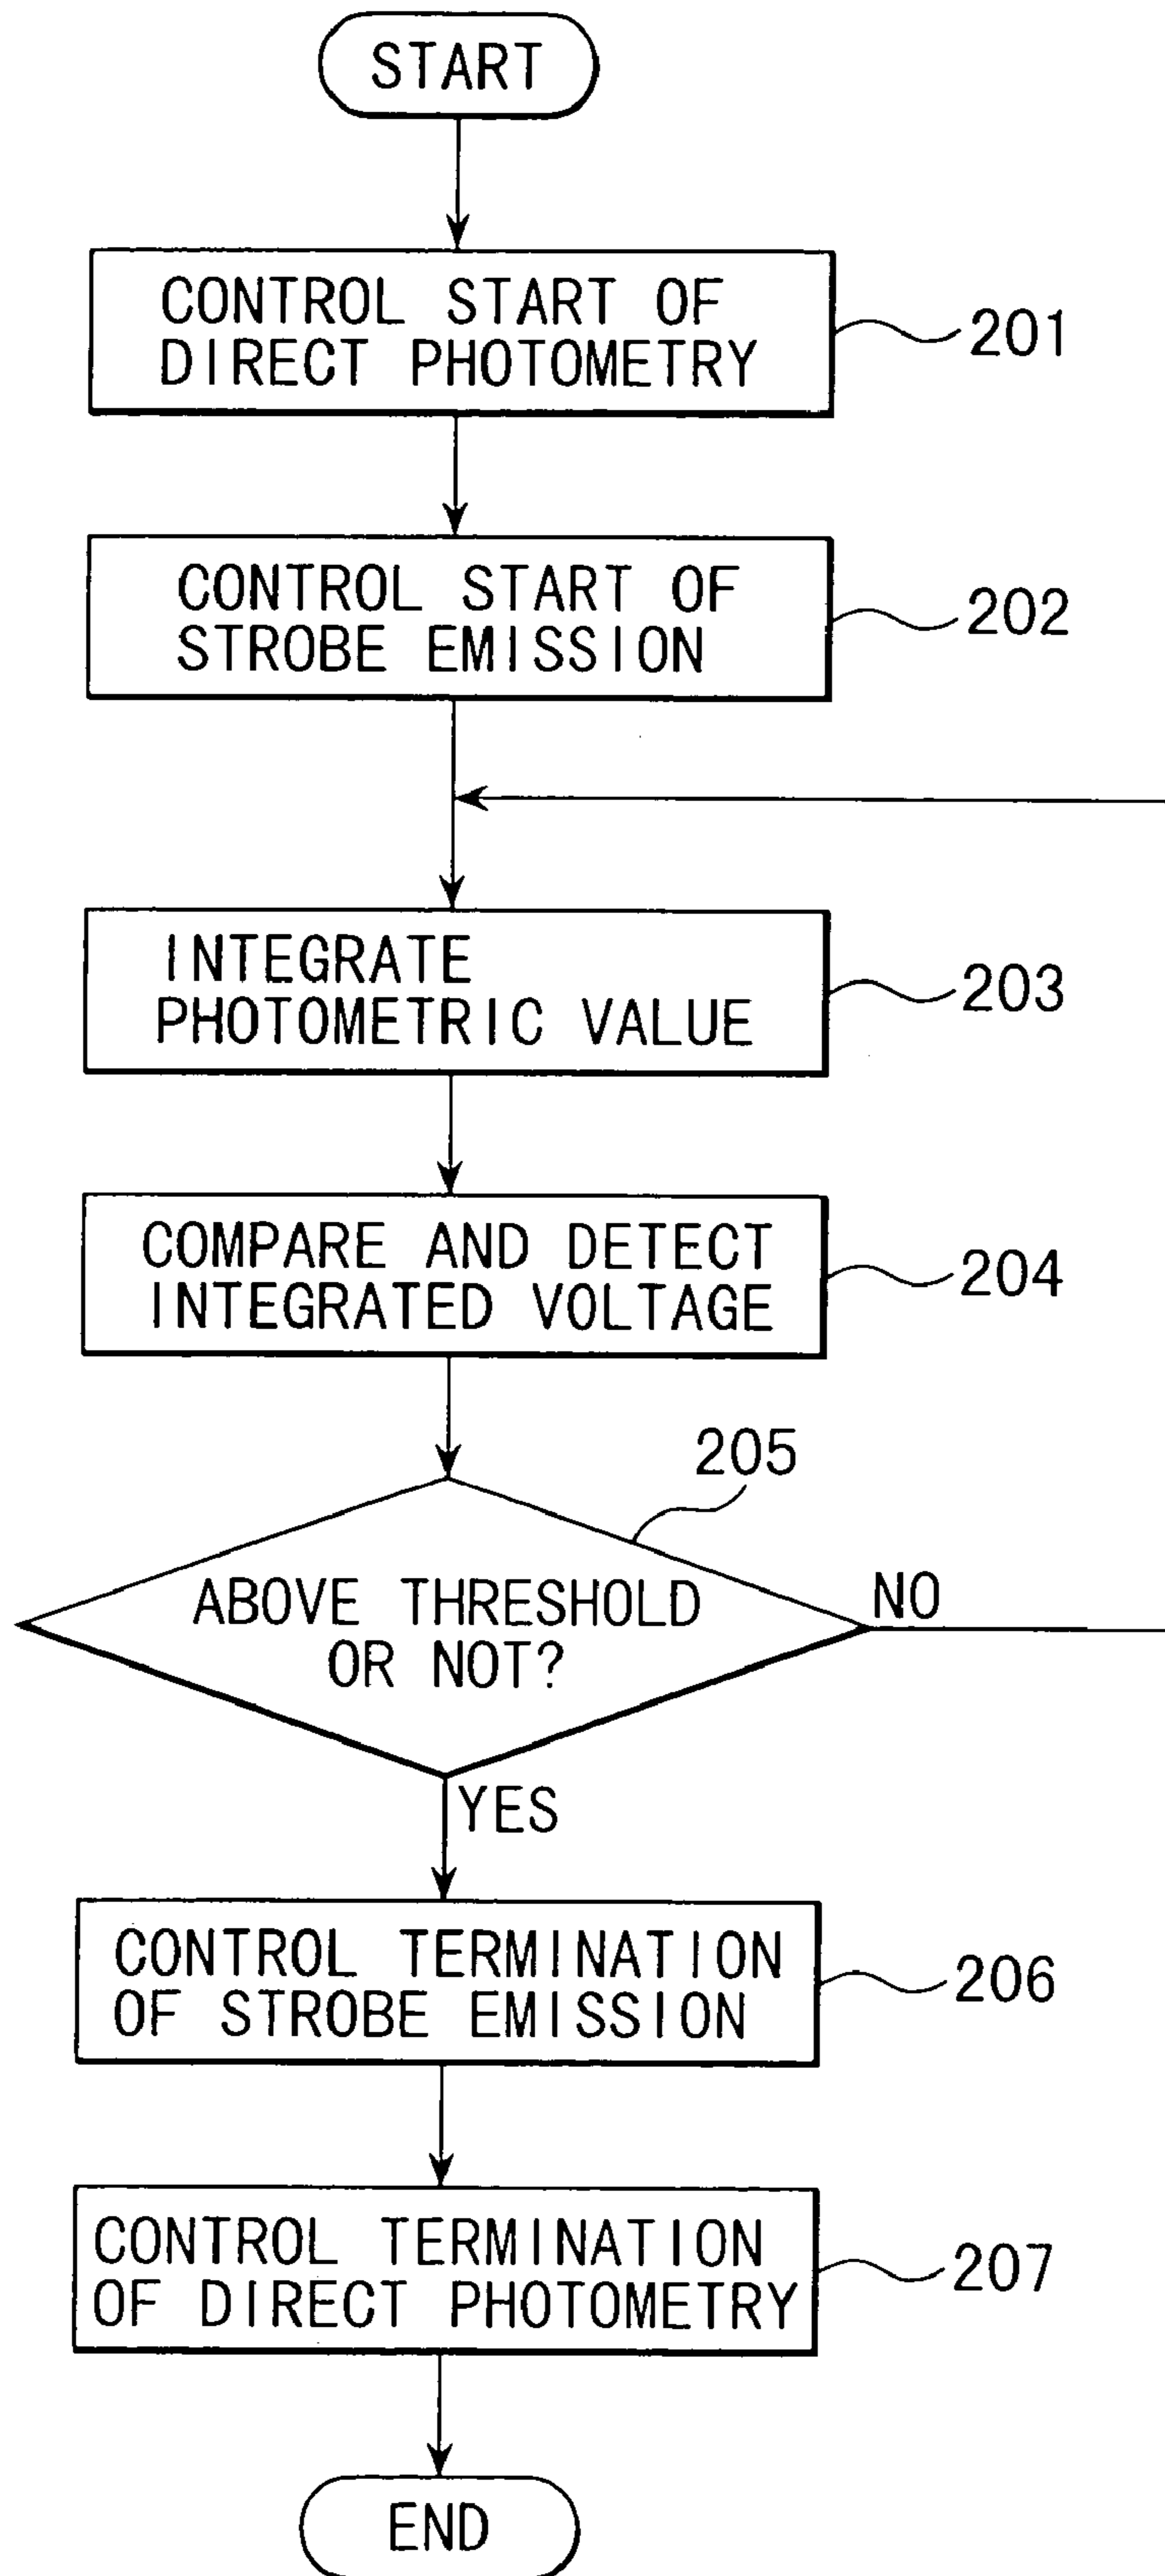 START
CONTROL START OF
DIRECT PHOTOMETRY
201
CONTROL START OF
STROBE EMISSION
202
INTEGRATE
PHOTOMETRIC VALUE
203
COMPARE AND DETECT
INTEGRATED VOLTAGE
204
205
ABOVE THRESHOLD
OR NOT?
NO
YES
CONTROL TERMINATION
OF STROBE EMISSION
206
CONTROL TERMINATION
OF DIRECT PHOTOMETRY
207
END